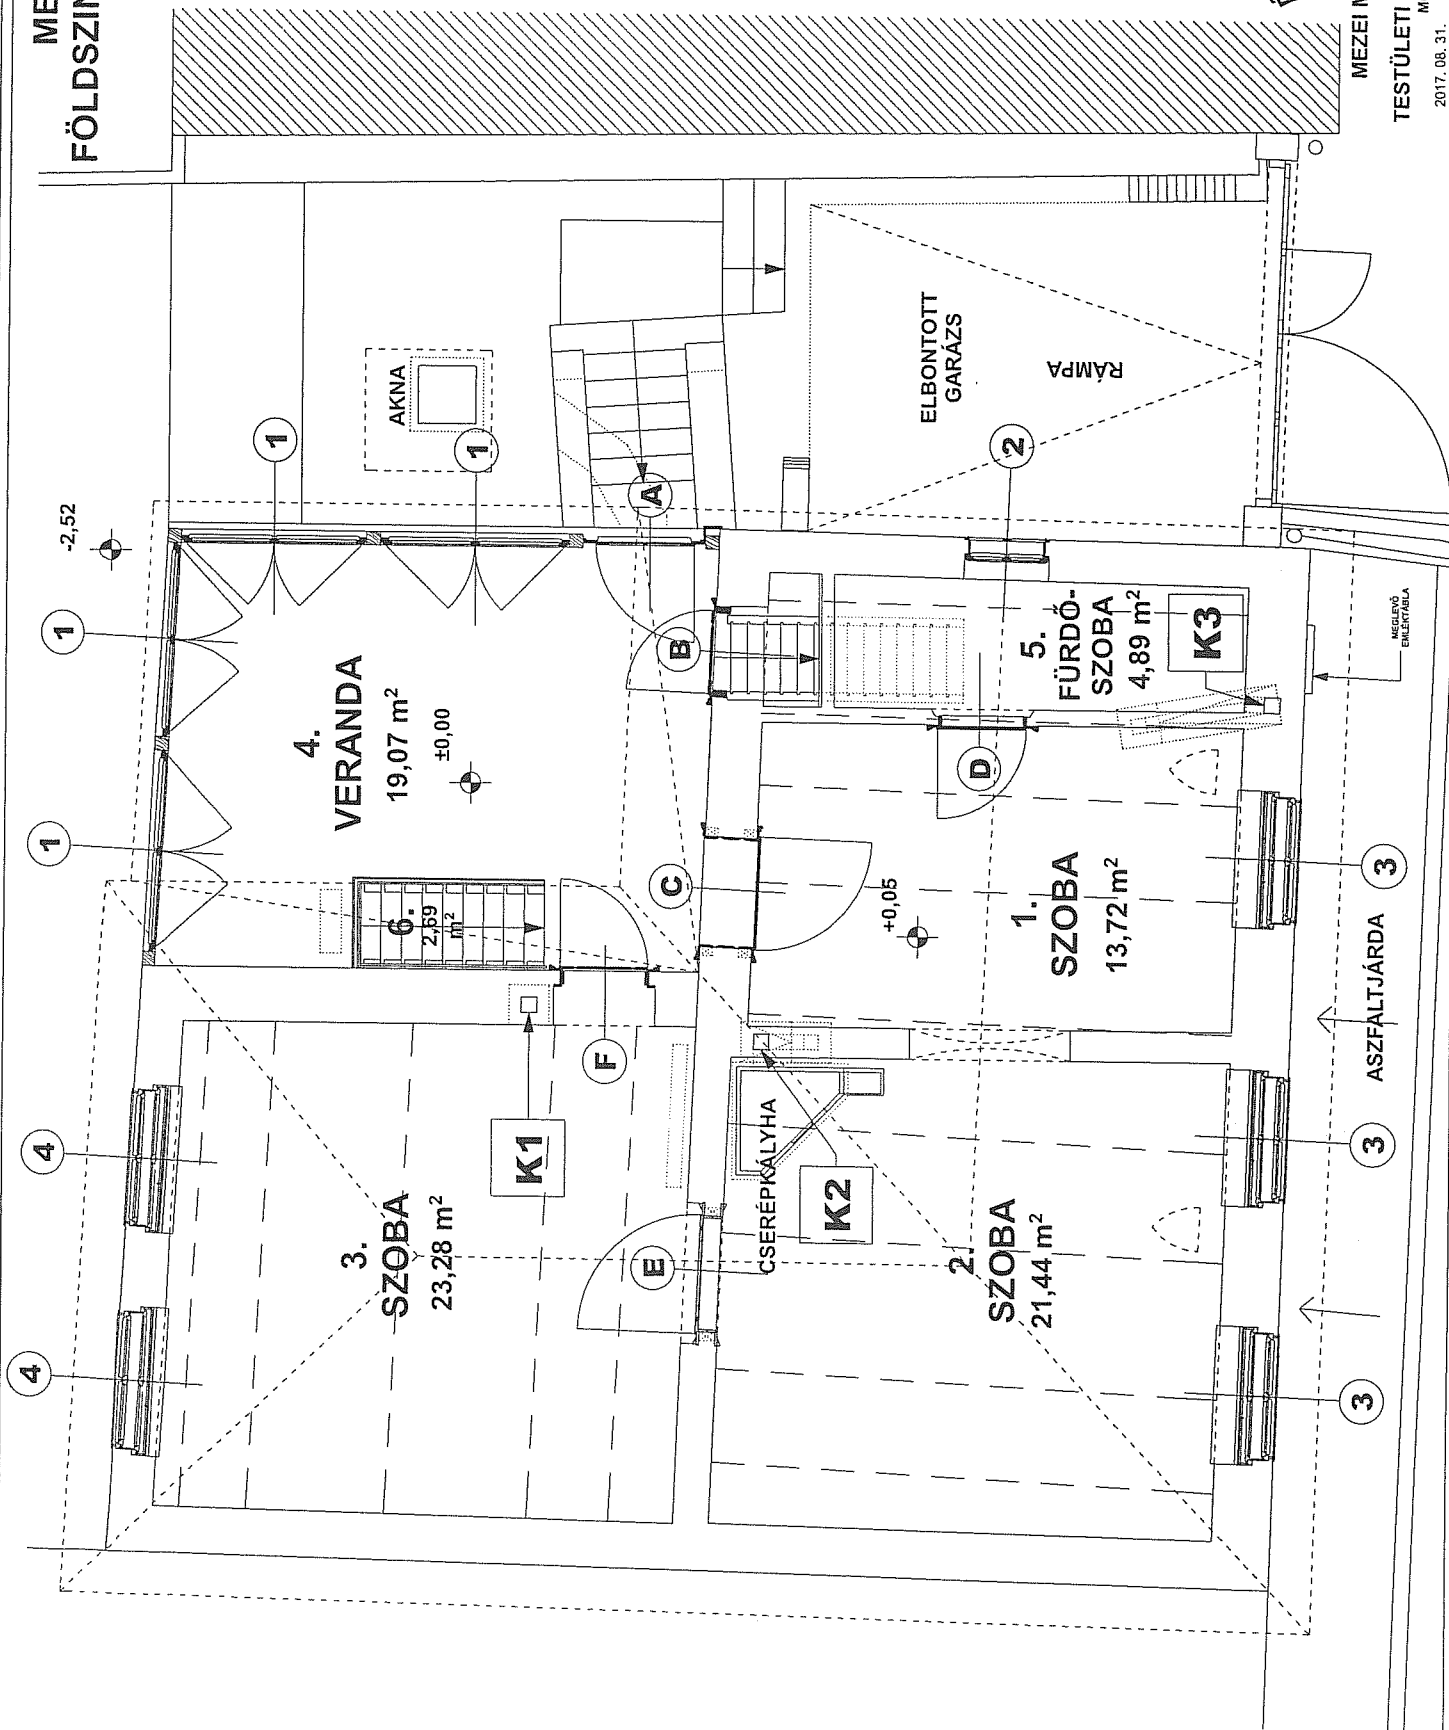 ME
FÖLDSZIN
-2,52
1
1
1
1
4
4
4.
VERANDA
19,07 m²
±0,00
AKNA
6.
2,69
m²
3.
SZOBA
23,28 m²
K1
F
E
A
B
C
D
K2
CSERÉPKÁLYHA
2.
SZOBA
21,44 m²
+0,05
1.
SZOBA
13,72 m²
5.
FÜRDŐ-
SZOBA
4,89 m²
K3
2
ELBONTOTT
GARÁZS
RÁMPA
3
3
3
ASZFALTJÁRDA
MEGLEVŐ
EMLÉKTÁBLA
MEZEI M
TESTÜLETI
M
2017. 08. 31.